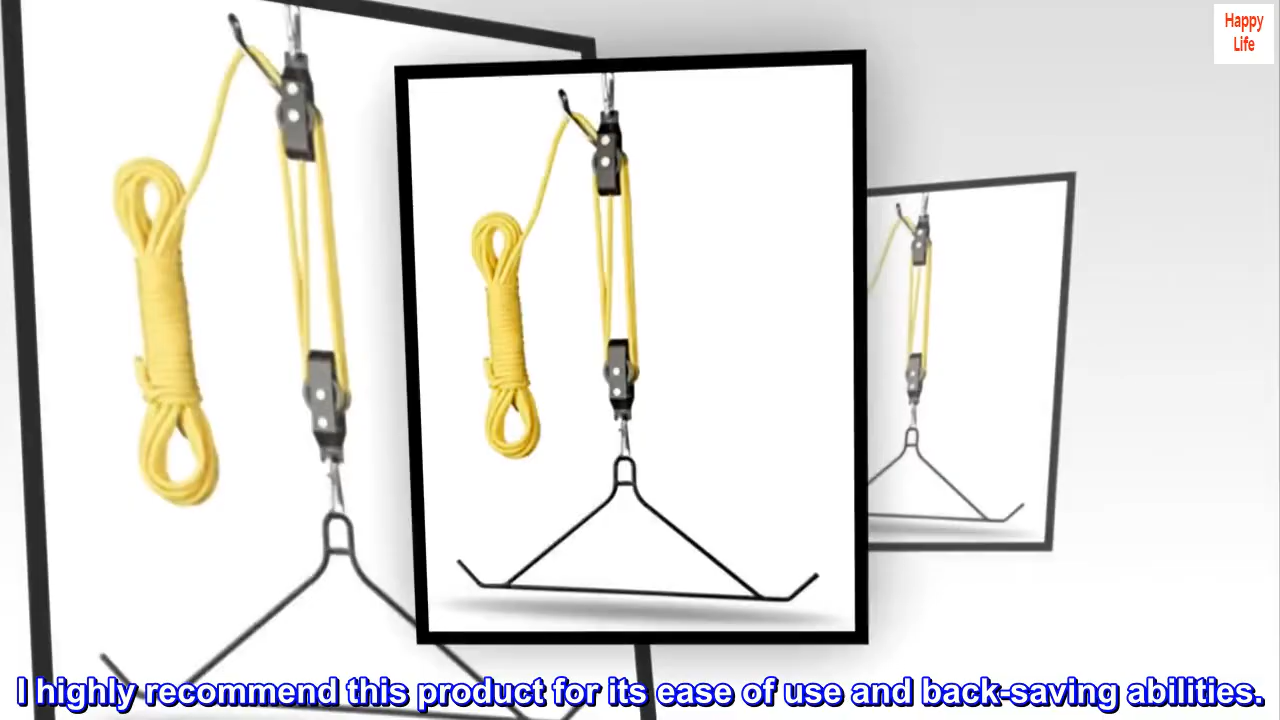 Happy
Life
I highly recommend this product for its ease of use and back-saving abilities.